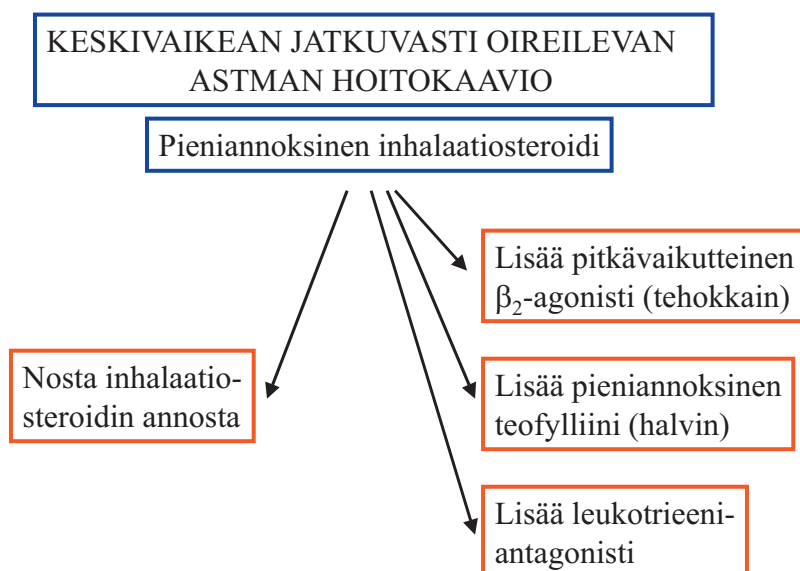 KESKIVAIKEAN JATKUVASTI OIREILEVAN
ASTMAN HOITOKAAVIO
Pieniannoksinen inhalaatiosteroidi
Lisää pitkävaikutteinen
β₂-agonisti (tehokkain)
Nosta inhalaatio-
steroidin annosta
Lisää pieniannoksinen
teofylliini (halvin)
Lisää leukotrieeni-
antagonisti